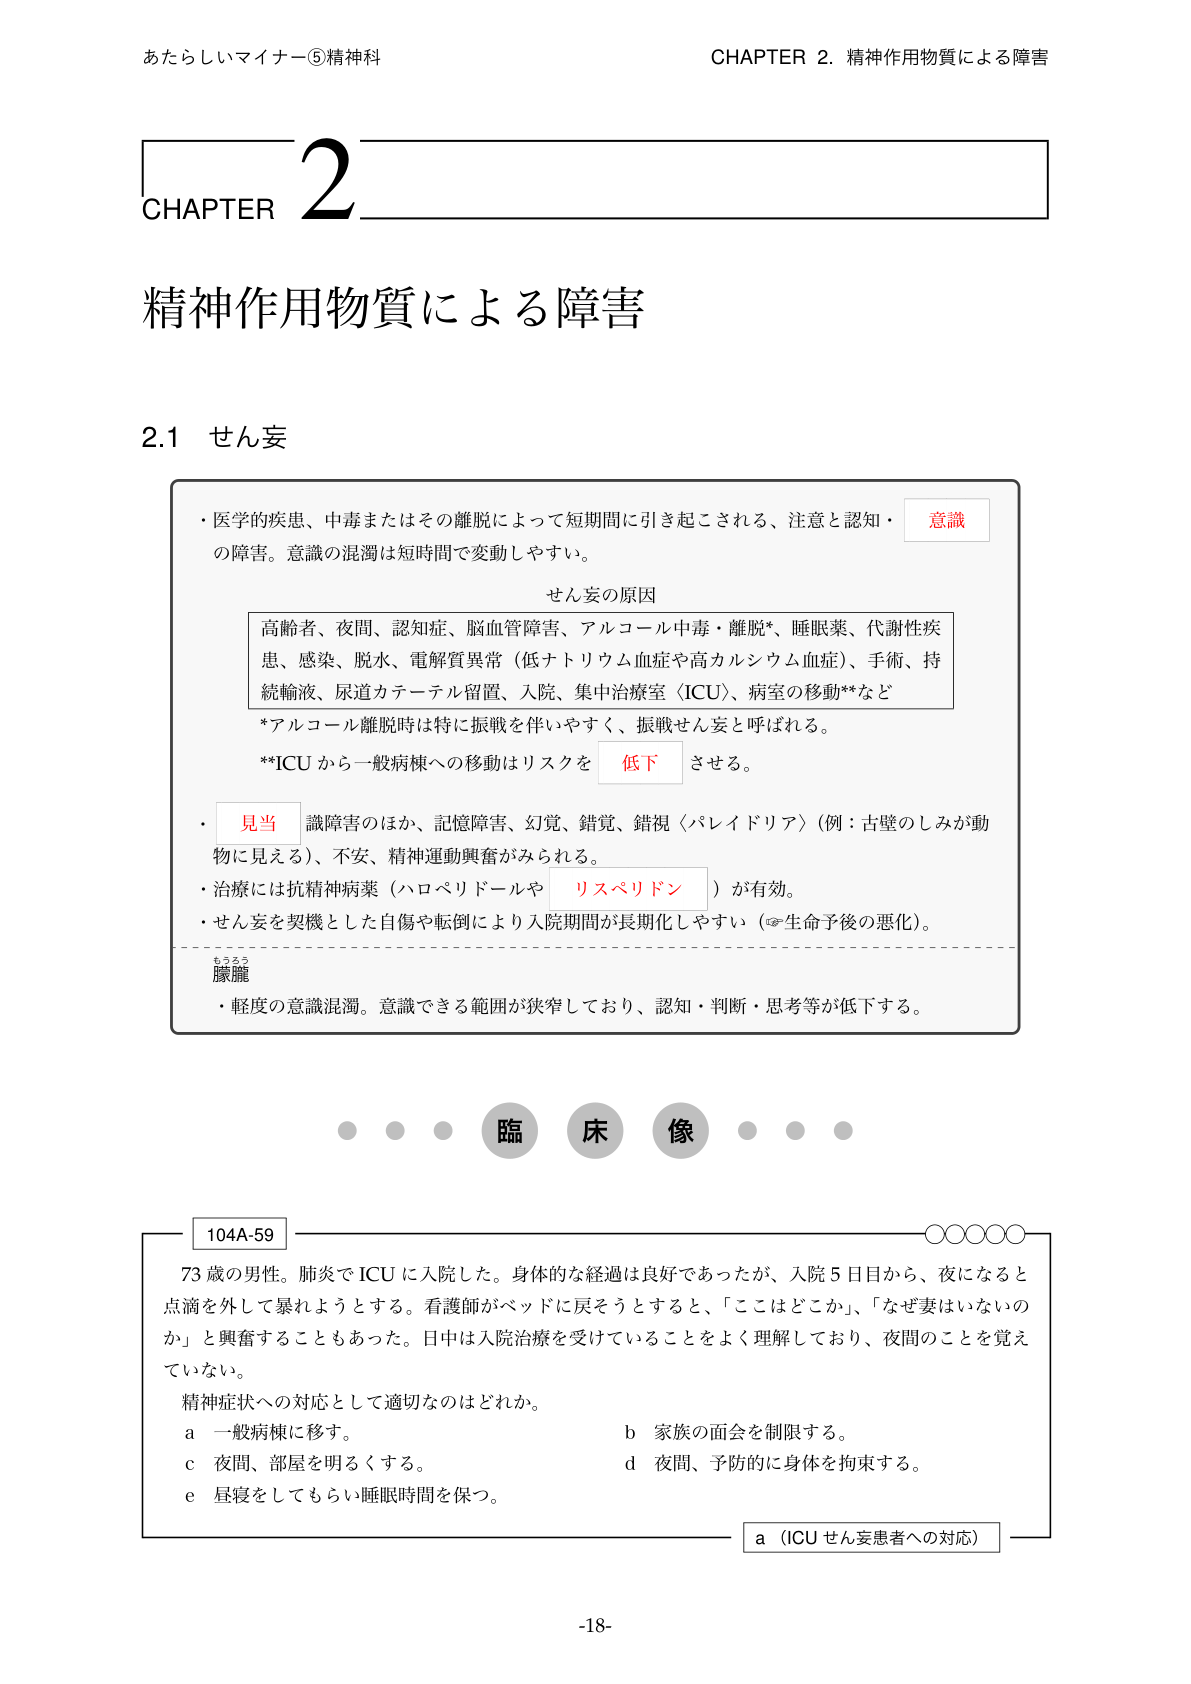 あたらしいマイナー⑤精神科
CHAPTER 2. 精神作用物質による障害
CHAPTER 2
精神作用物質による障害
2.1 せん妄
・医学的疾患、中毒またはその離脱によって短期間に引き起こされる、注意と認知・ 意識
の障害。意識の混濁は短時間で変動しやすい。
せん妄の原因
高齢者、夜間、認知症、脳血管障害、アルコール中毒・離脱*、睡眠薬、代謝性疾
患、感染、脱水、電解質異常（低ナトリウム血症や高カルシウム血症）、手術、持
続輸液、尿道カテーテル留置、入院、集中治療室〈ICU〉、病室の移動**など
*アルコール離脱時は特に振戦を伴いやすく、振戦せん妄と呼ばれる。
**ICU から一般病棟への移動はリスクを 低下 させる。
・ 見当 識障害のほか、記憶障害、幻覚、錯覚、錯視〈パレイドリア〉（例：古壁のしみが動
物に見える）、不安、精神運動興奮がみられる。
・治療には抗精神病薬（ハロペリドールや リスペリドン ）が有効。
・せん妄を契機とした自傷や転倒により入院期間が長期化しやすい（☞生命予後の悪化）。
もうろう
朦朧
・軽度の意識混濁。意識できる範囲が狭窄しており、認知・判断・思考等が低下する。
臨床像
104A-59
73 歳の男性。肺炎で ICU に入院した。身体的な経過は良好であったが、入院 5 日目から、夜になると
点滴を外して暴れようとする。看護師がベッドに戻そうとすると、「ここはどこか」、「なぜ妻はいないの
か」と興奮することもあった。日中は入院治療を受けていることをよく理解しており、夜間のことを覚え
ていない。
精神症状への対応として適切なのはどれか。
a 一般病棟に移す。
b 家族の面会を制限する。
c 夜間、部屋を明るくする。
d 夜間、予防的に身体を拘束する。
e 昼寝をしてもらい睡眠時間を保つ。
a （ICU せん妄患者への対応）
-18-